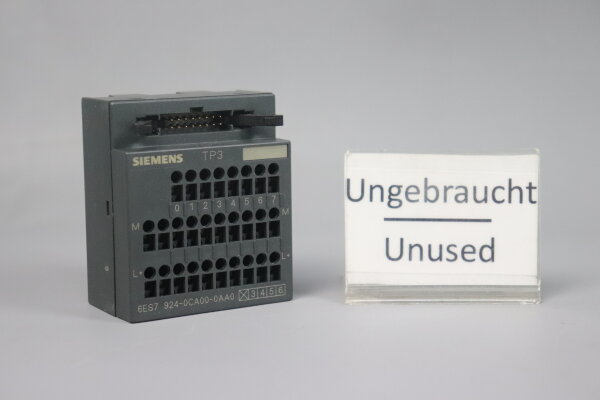 SIEMENS TP3
0 1 2 3 4 5 6 7
M M
L+ L+
6ES7 924-0CA00-0AA0 X 3 4 5 6
Ungebraucht
Unused